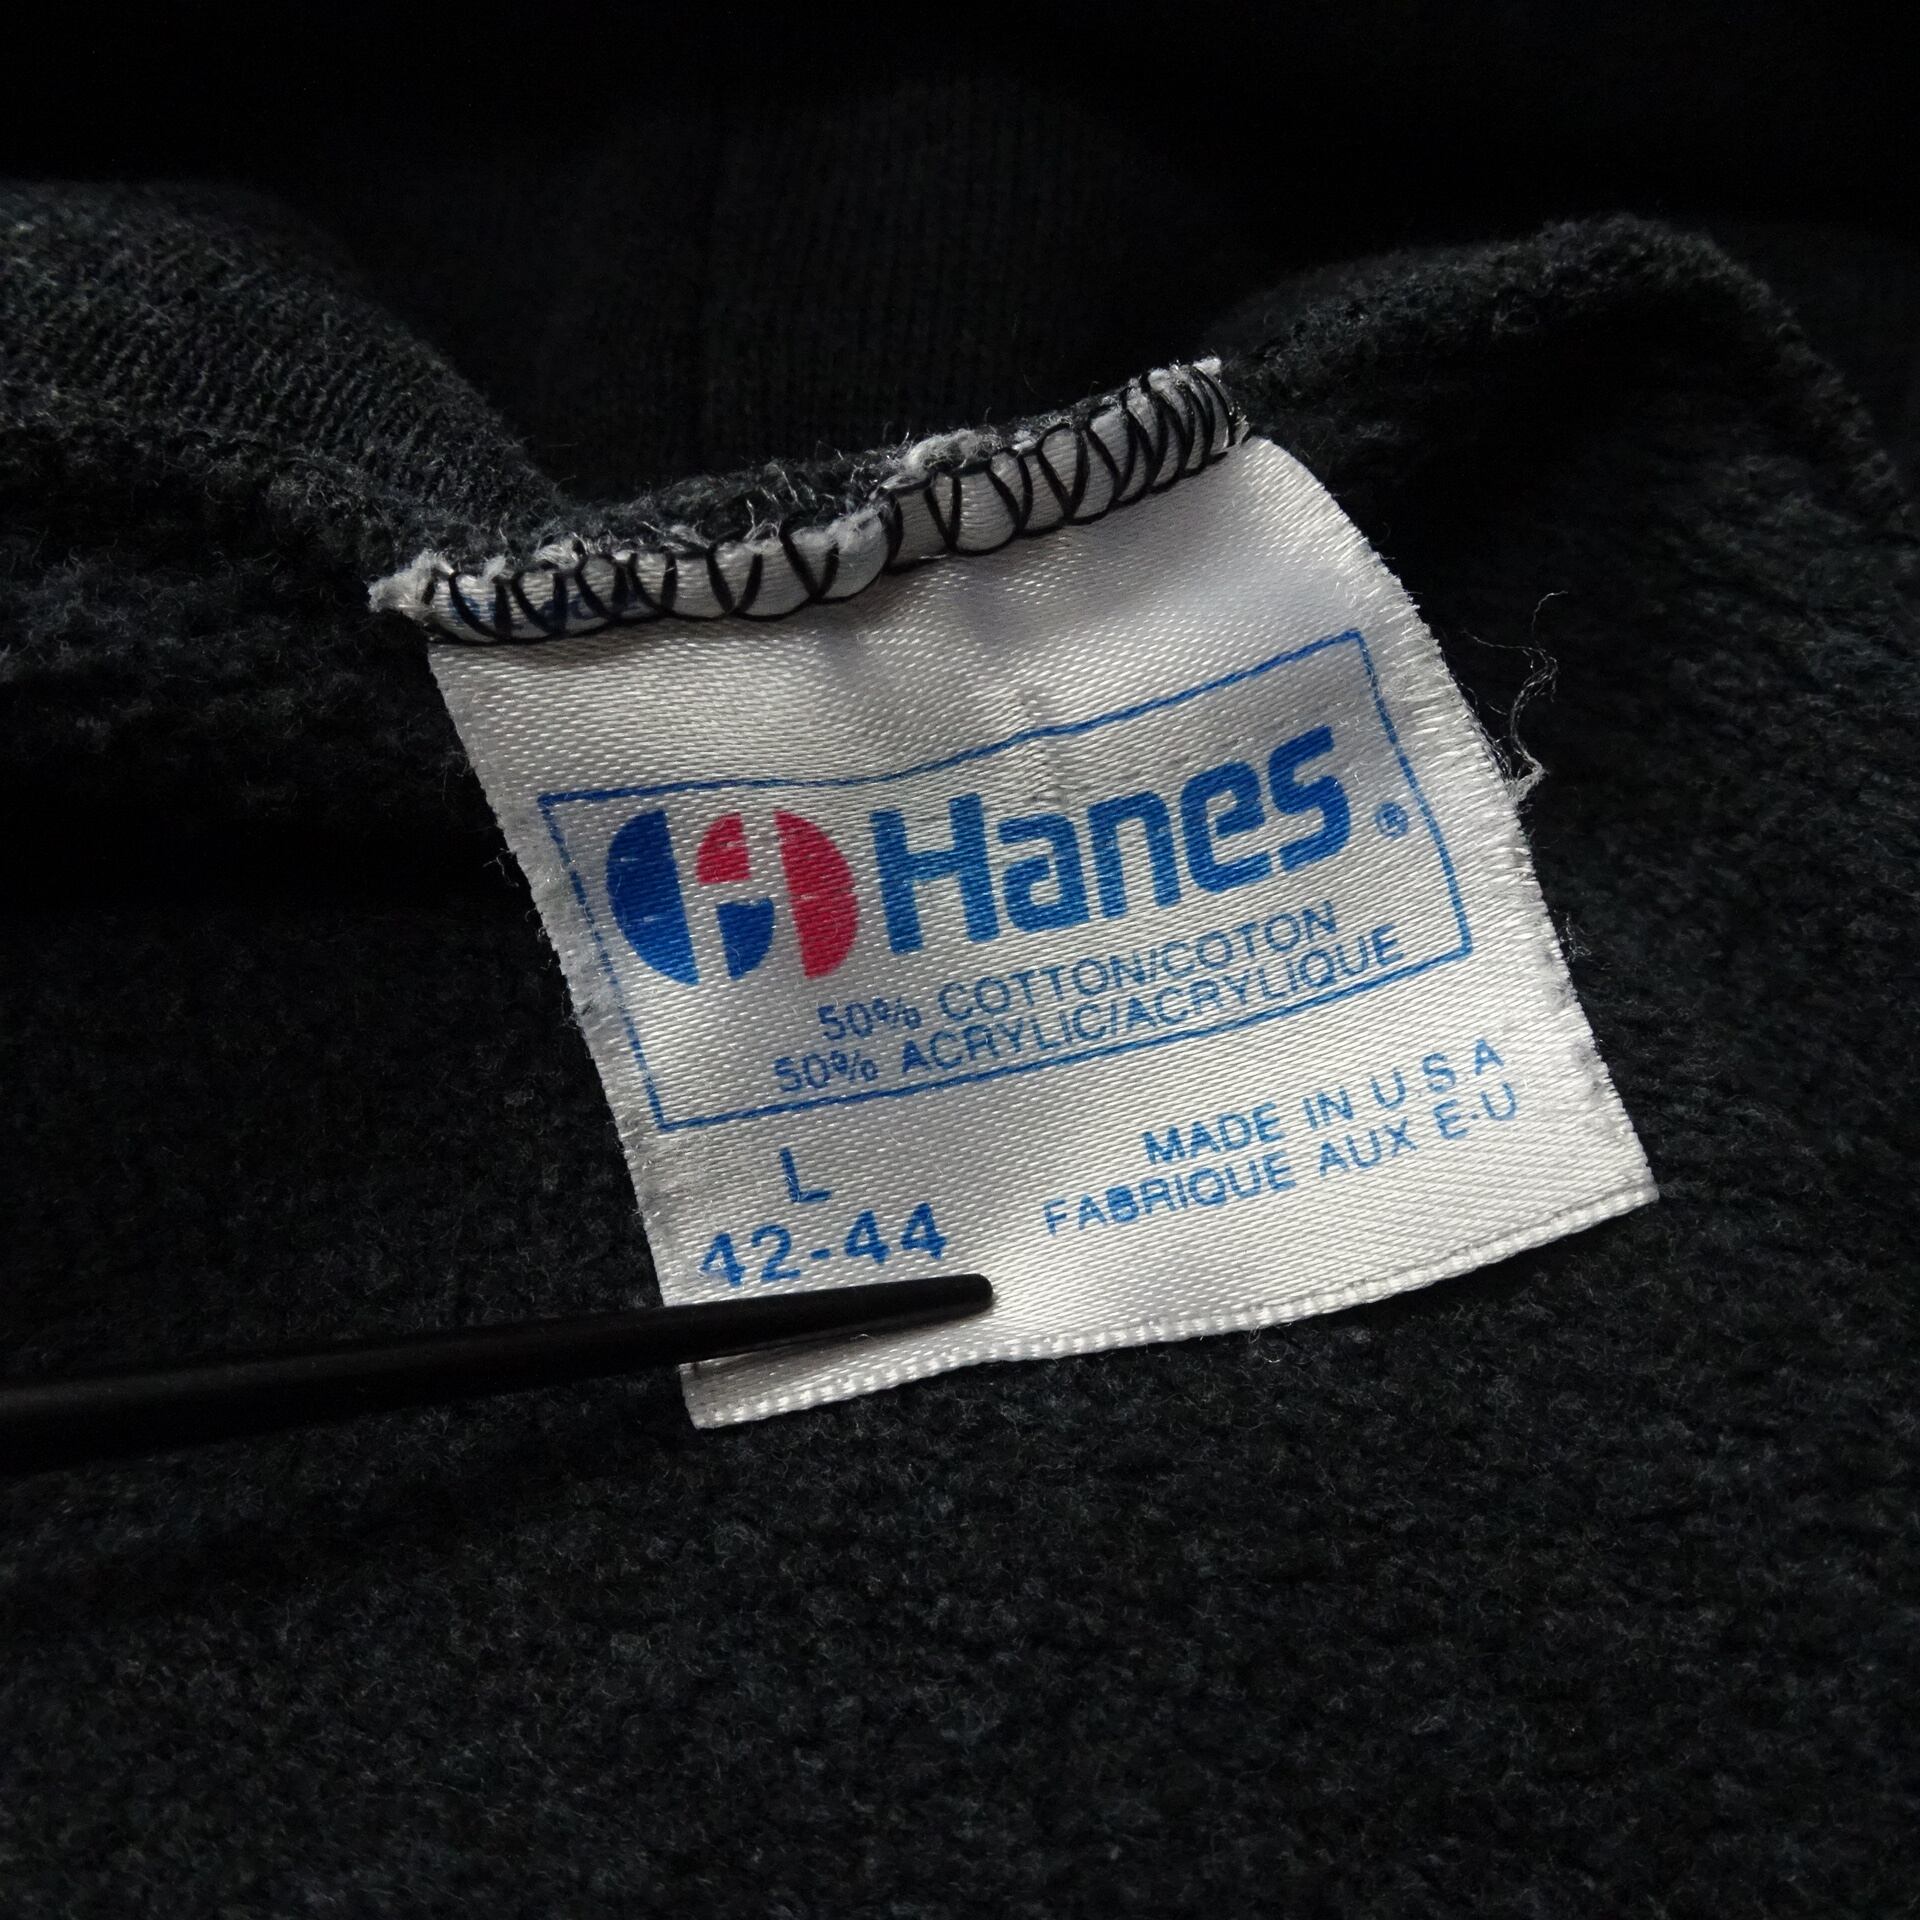 Hanes®
50% COTTON/COTON
50% ACRYLIC/ACRYLIQUE
L
42-44
MADE IN U.S.A
FABRIQUE AUX E-U